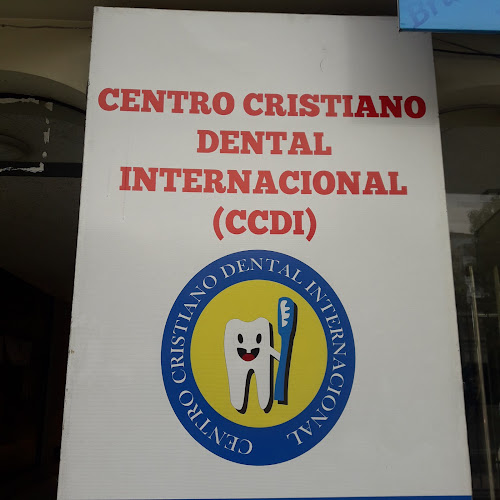 CENTRO CRISTIANO
DENTAL
INTERNACIONAL
(CCDI)
CENTRO CRISTIANO DENTAL INTERNACIONAL